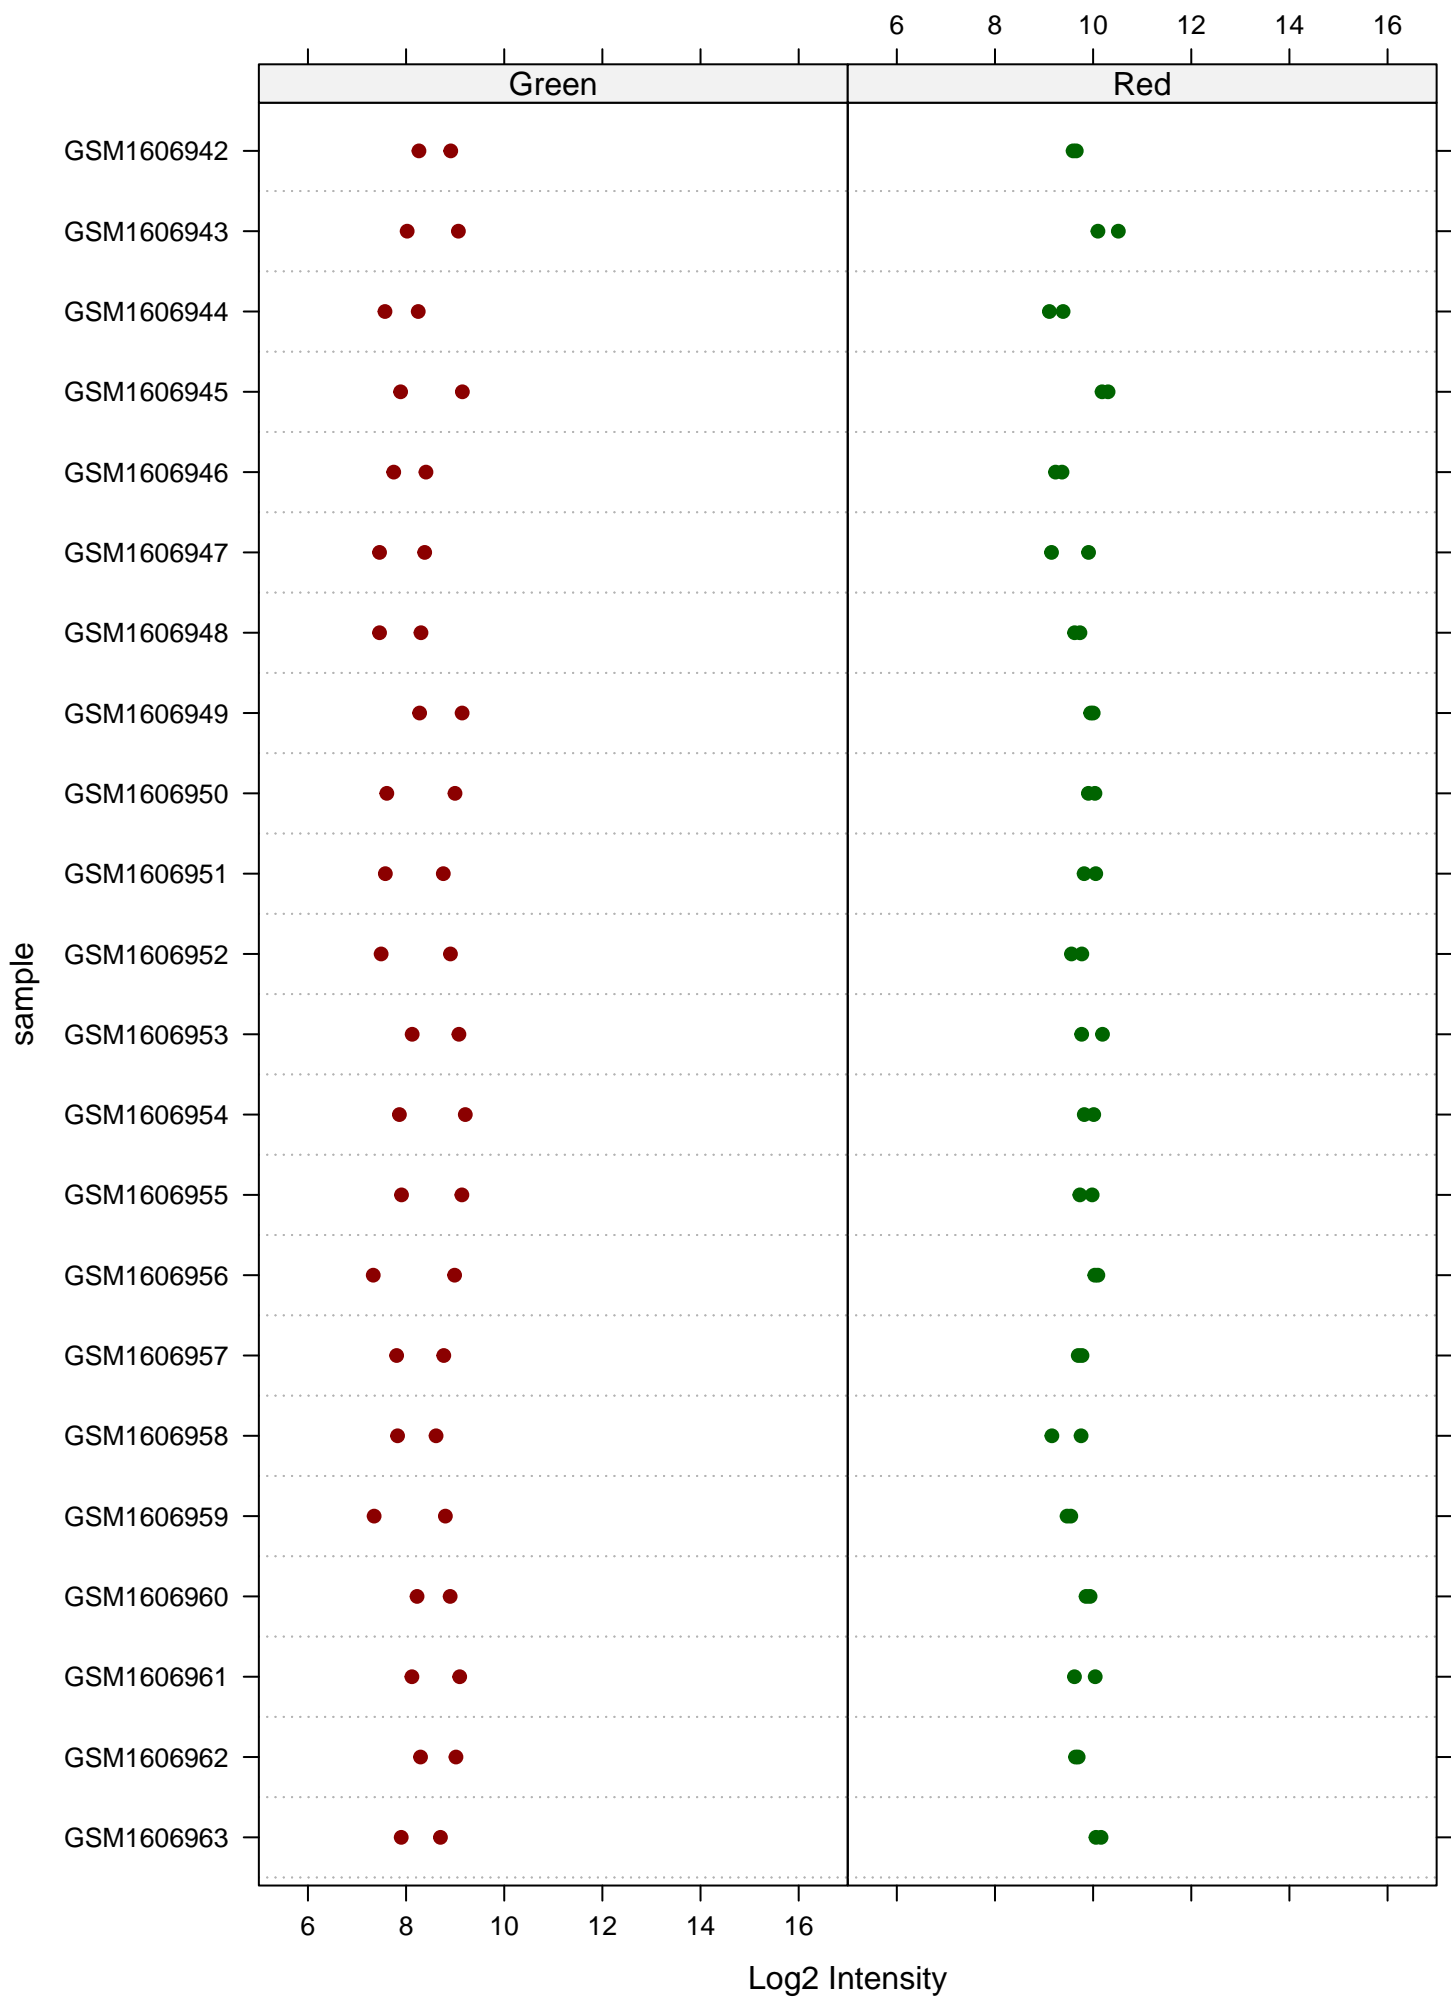 6 8 10 12 14 16
Green Red
GSM1606942
GSM1606943
GSM1606944
GSM1606945
GSM1606946
GSM1606947
GSM1606948
GSM1606949
GSM1606950
GSM1606951
GSM1606952
GSM1606953
GSM1606954
GSM1606955
GSM1606956
GSM1606957
GSM1606958
GSM1606959
GSM1606960
GSM1606961
GSM1606962
GSM1606963
sample
6 8 10 12 14 16
Log2 Intensity